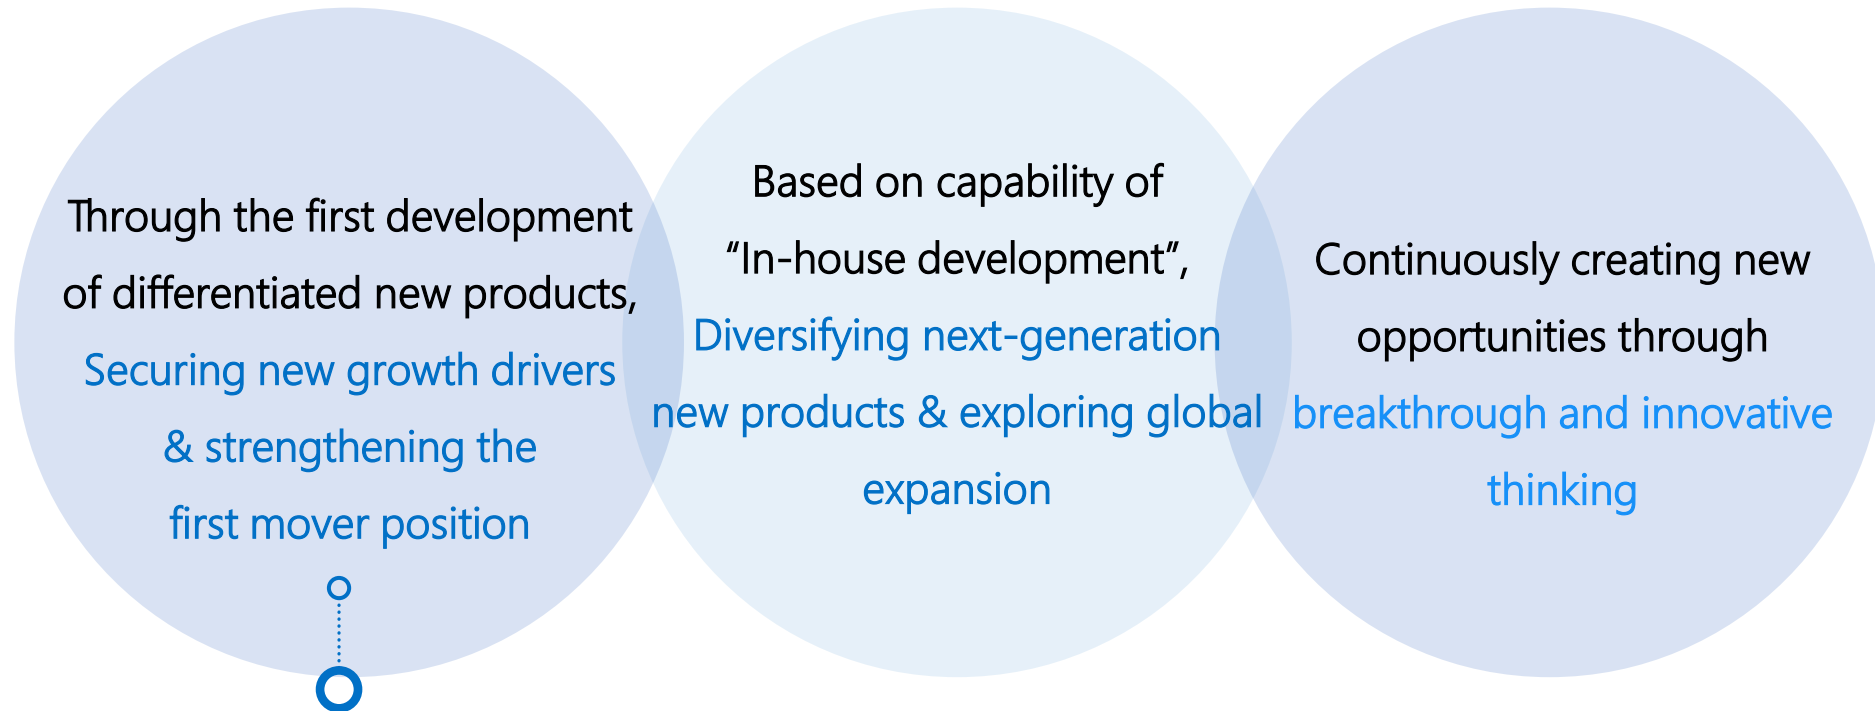 Through the first development
of differentiated new products,
Securing new growth drivers
& strengthening the
first mover position
Based on capability of
“In-house development”,
Diversifying next-generation
new products & exploring global
expansion
Continuously creating new
opportunities through
breakthrough and innovative
thinking